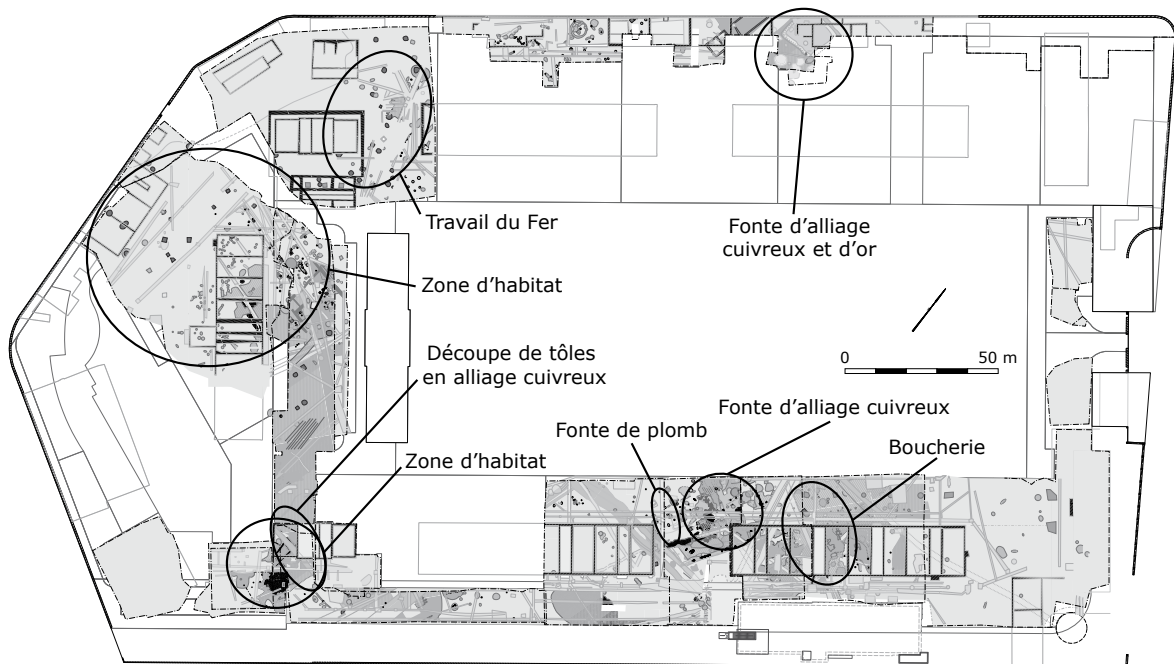 Travail du Fer
Fonte d'alliage
cuivreux et d'or
Zone d'habitat
0
50 m
Découpe de tôles
en alliage cuivreux
Fonte d'alliage cuivreux
Fonte de plomb
Boucherie
Zone d'habitat